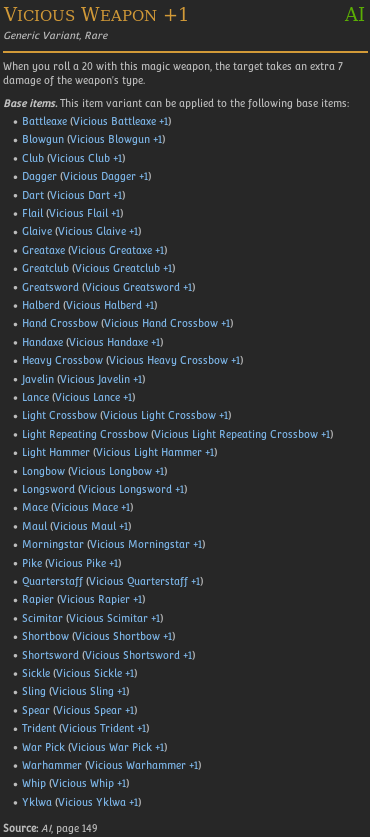 Vicious Weapon +1
AI
Generic Variant, Rare
When you roll a 20 with this magic weapon, the target takes an extra 7
damage of the weapon's type.
Base items. This item variant can be applied to the following base items:
• Battleaxe (Vicious Battleaxe +1)
• Blowgun (Vicious Blowgun +1)
• Club (Vicious Club +1)
• Dagger (Vicious Dagger +1)
• Dart (Vicious Dart +1)
• Flail (Vicious Flail +1)
• Glaive (Vicious Glaive +1)
• Greataxe (Vicious Greataxe +1)
• Greatclub (Vicious Greatclub +1)
• Greatsword (Vicious Greatsword +1)
• Halberd (Vicious Halberd +1)
• Hand Crossbow (Vicious Hand Crossbow +1)
• Handaxe (Vicious Handaxe +1)
• Heavy Crossbow (Vicious Heavy Crossbow +1)
• Javelin (Vicious Javelin +1)
• Lance (Vicious Lance +1)
• Light Crossbow (Vicious Light Crossbow +1)
• Light Repeating Crossbow (Vicious Light Repeating Crossbow +1)
• Light Hammer (Vicious Light Hammer +1)
• Longbow (Vicious Longbow +1)
• Longsword (Vicious Longsword +1)
• Mace (Vicious Mace +1)
• Maul (Vicious Maul +1)
• Morningstar (Vicious Morningstar +1)
• Pike (Vicious Pike +1)
• Quarterstaff (Vicious Quarterstaff +1)
• Rapier (Vicious Rapier +1)
• Scimitar (Vicious Scimitar +1)
• Shortbow (Vicious Shortbow +1)
• Shortsword (Vicious Shortsword +1)
• Sickle (Vicious Sickle +1)
• Sling (Vicious Sling +1)
• Spear (Vicious Spear +1)
• Trident (Vicious Trident +1)
• War Pick (Vicious War Pick +1)
• Warhammer (Vicious Warhammer +1)
• Whip (Vicious Whip +1)
• Yklwa (Vicious Yklwa +1)
Source: AI, page 149